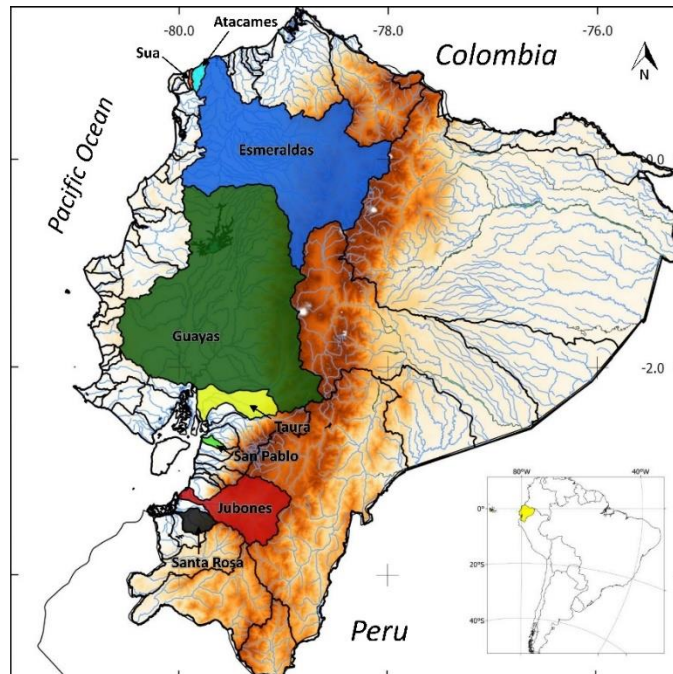 -80.0
-78.0
-76.0
Atacames
Sua
Colombia
N
Pacific Ocean
Esmeraldas
0.0
Guayas
-2.0
Taura
San Pablo
Jubones
Santa Rosa
Peru
80°W
40°W
0°
20°S
40°S